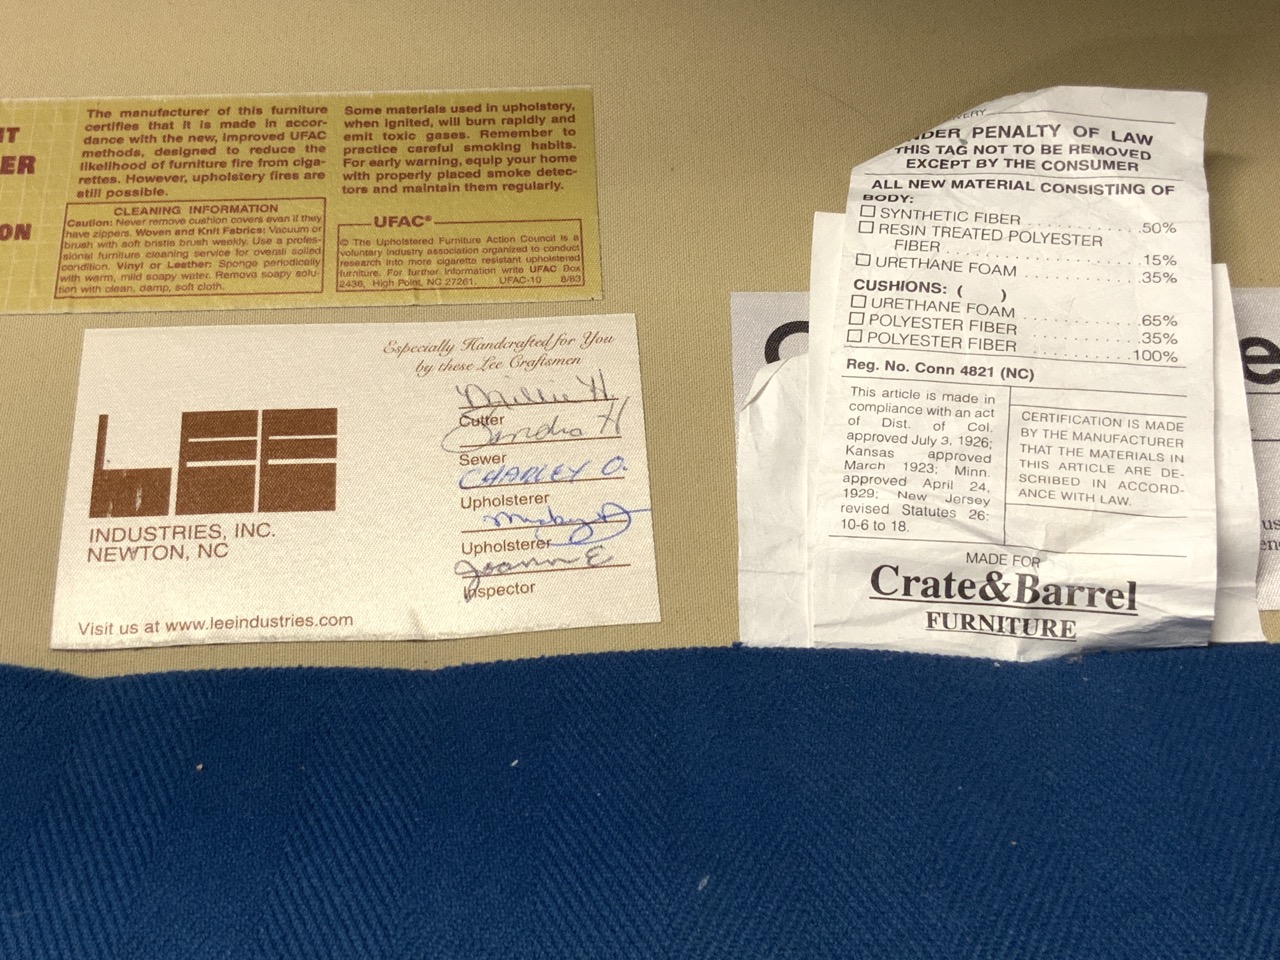 IT
ER
ON
The manufacturer of this furniture
certifies that it is made in accor-
dance with the new, improved UFAC
methods, designed to reduce the
likelihood of furniture fire from ciga-
rettes. However, upholstery fires are
still possible.
Some materials used in upholstery,
when ignited, will burn rapidly and
emit toxic gases. Remember to
practice careful smoking habits.
For early warning, equip your home
with properly placed smoke detec-
tors and maintain them regularly.
CLEANING INFORMATION
Caution: Never remove cushion covers even if they
have zippers. Woven and Knit Fabrics: Vacuum or
brush with soft bristle brush weekly. Use a profes-
sional furniture cleaning service for overall soiled
condition. Vinyl or Leather: Sponge periodically
with warm, mild soapy water. Remove soapy solu-
tion with clean, damp, soft cloth.
UFAC®
© The Upholstered Furniture Action Council is a
voluntary industry association organized to conduct
research into more cigarette resistant upholstered
furniture. For further information write UFAC Box
2436, High Point, NC 27261. UFAC-10 8/83
Especially Handcrafted for You
by these Lee Craftsmen
LEE
INDUSTRIES, INC.
NEWTON, NC
Visit us at www.leeindustries.com
H
Cutter
Sandra H
Sewer
CHARLEY O.
Upholsterer
Upholsterer
Joann E
Inspector
VERY
NDER PENALTY OF LAW
THIS TAG NOT TO BE REMOVED
EXCEPT BY THE CONSUMER
ALL NEW MATERIAL CONSISTING OF
BODY:
☐ SYNTHETIC FIBER ..........50%
☐ RESIN TREATED POLYESTER
FIBER ..........15%
☐ URETHANE FOAM ..........35%
CUSHIONS: ( )
☐ URETHANE FOAM ..........65%
☐ POLYESTER FIBER ..........35%
☐ POLYESTER FIBER ..........100%
Reg. No. Conn 4821 (NC)
This article is made in
compliance with an act
of Dist. of Col.
approved July 3, 1926;
Kansas approved
March 1923; Minn.
approved April 24,
1929; New Jersey
revised Statutes 26:
10-6 to 18.
CERTIFICATION IS MADE
BY THE MANUFACTURER
THAT THE MATERIALS IN
THIS ARTICLE ARE DE-
SCRIBED IN ACCORD-
ANCE WITH LAW.
MADE FOR
Crate&Barrel
FURNITURE
C
e
us
en